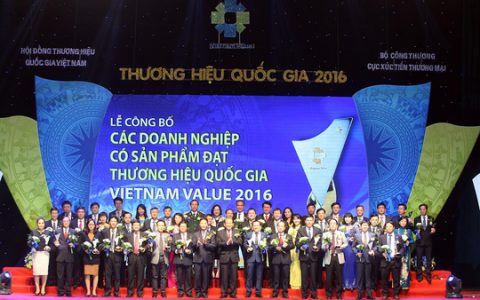 HỘI ĐỒNG THƯƠNG HIỆU
QUỐC GIA VIỆT NAM
BỘ CÔNG THƯƠNG
CỤC XÚC TIẾN THƯƠNG MẠI
THƯƠNG HIỆU QUỐC GIA 2016
LỄ CÔNG BỐ
CÁC DOANH NGHIỆP
CÓ SẢN PHẨM ĐẠT
THƯƠNG HIỆU QUỐC GIA
VIETNAM VALUE 2016